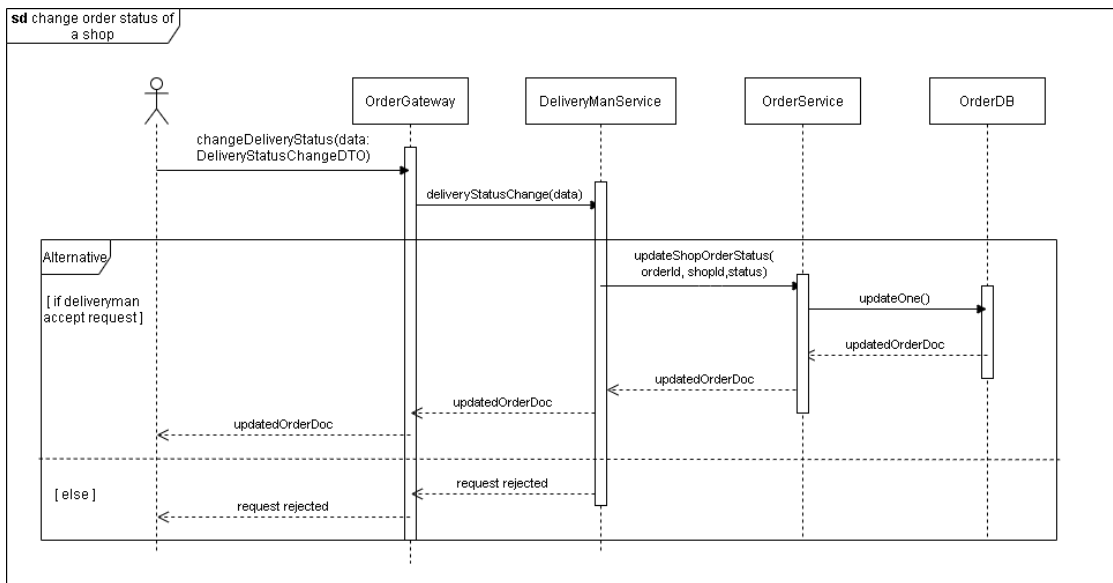 sd change order status of
a shop
OrderGateway
DeliveryManService
OrderService
OrderDB
changeDeliveryStatus(data:
DeliveryStatusChangeDTO)
deliveryStatusChange(data)
Alternative
updateShopOrderStatus(
orderId, shopId,status)
[ if deliveryman
accept request ]
updateOne()
updatedOrderDoc
updatedOrderDoc
updatedOrderDoc
updatedOrderDoc
[ else ]
request rejected
request rejected